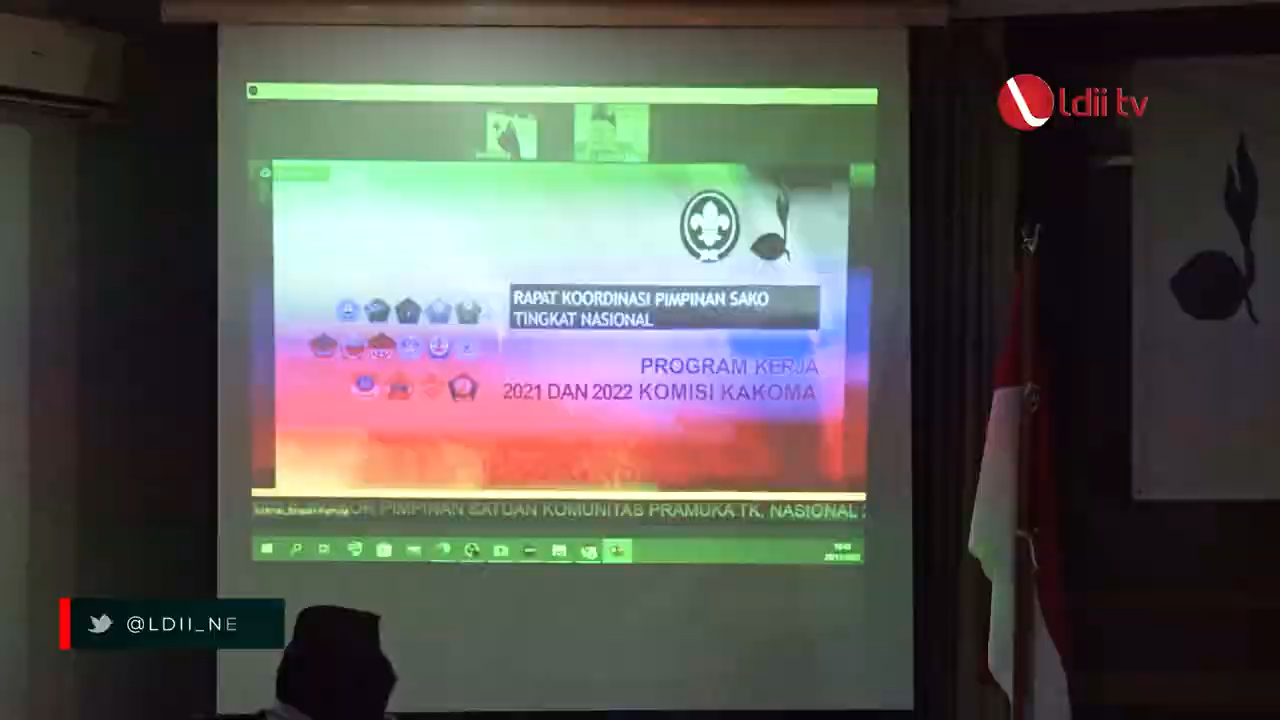 ldii tv
RAPAT KOORDINASI PIMPINAN SAKO
TINGKAT NASIONAL
PROGRAM KERJA
2021 DAN 2022 KOMISI KAKOMA
PIMPINAN SATUAN KOMUNITAS PRAMUKA TK. NASIONAL
@LDII_NE